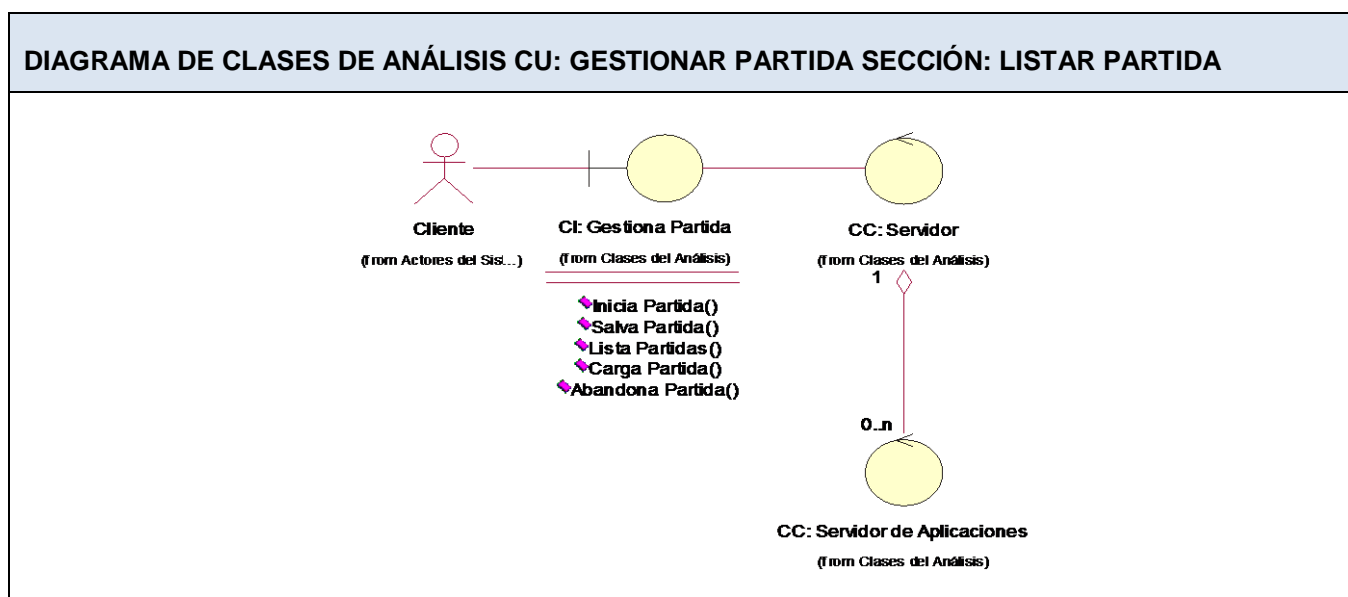 DIAGRAMA DE CLASES DE ANÁLISIS CU: GESTIONAR PARTIDA SECCIÓN: LISTAR PARTIDA
Cliente
(from Actores del Sist...)
CI: Gestiona Partida
(from Clases del Análisis)
Inicia Partida()
Salva Partida()
Lista Partidas()
Carga Partida()
Abandona Partida()
CC: Servidor
(from Clases del Análisis)
1
0..n
CC: Servidor de Aplicaciones
(from Clases del Análisis)